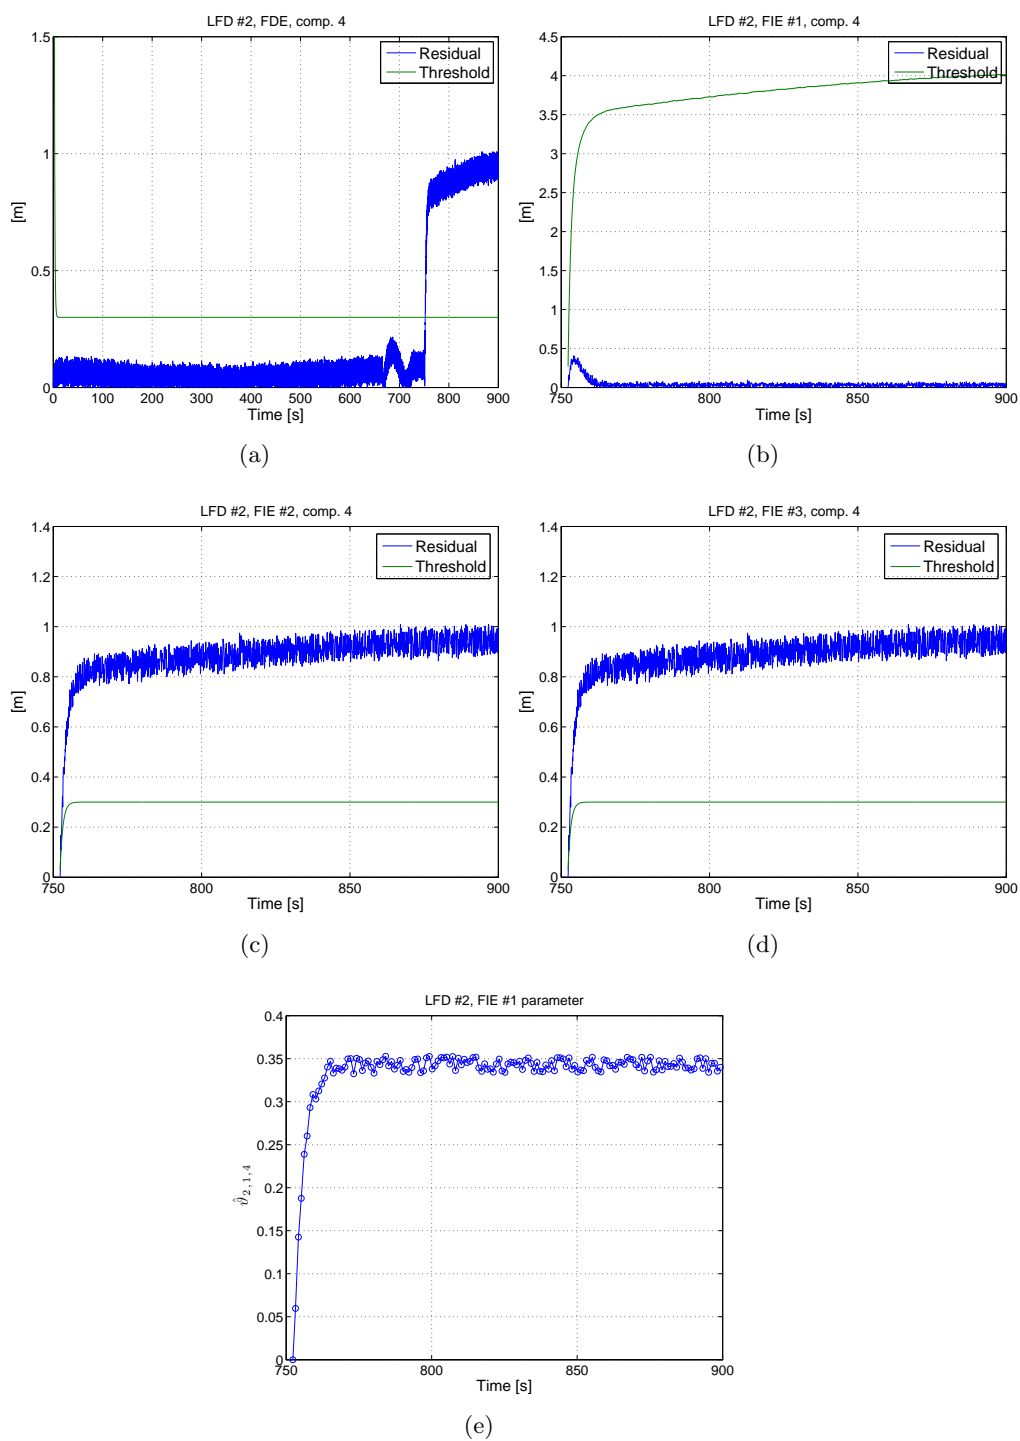 LFD #2, FDE, comp. 4
1.5
1
0.5
0
[m]
Residual
Threshold
0 100 200 300 400 500 600 700 800 900
Time [s]
(a)
LFD #2, FIE #1, comp. 4
4.5
4
3.5
3
2.5
2
1.5
1
0.5
0
[m]
Residual
Threshold
750 800 850 900
Time [s]
(b)
LFD #2, FIE #2, comp. 4
1.4
1.2
1
0.8
0.6
0.4
0.2
0
[m]
Residual
Threshold
750 800 850 900
Time [s]
(c)
LFD #2, FIE #3, comp. 4
1.4
1.2
1
0.8
0.6
0.4
0.2
0
[m]
Residual
Threshold
750 800 850 900
Time [s]
(d)
LFD #2, FIE #1 parameter
0.4
0.35
0.3
0.25
0.2
0.15
0.1
0.05
0
ϑ̂2,1,4
750 800 850 900
Time [s]
(e)